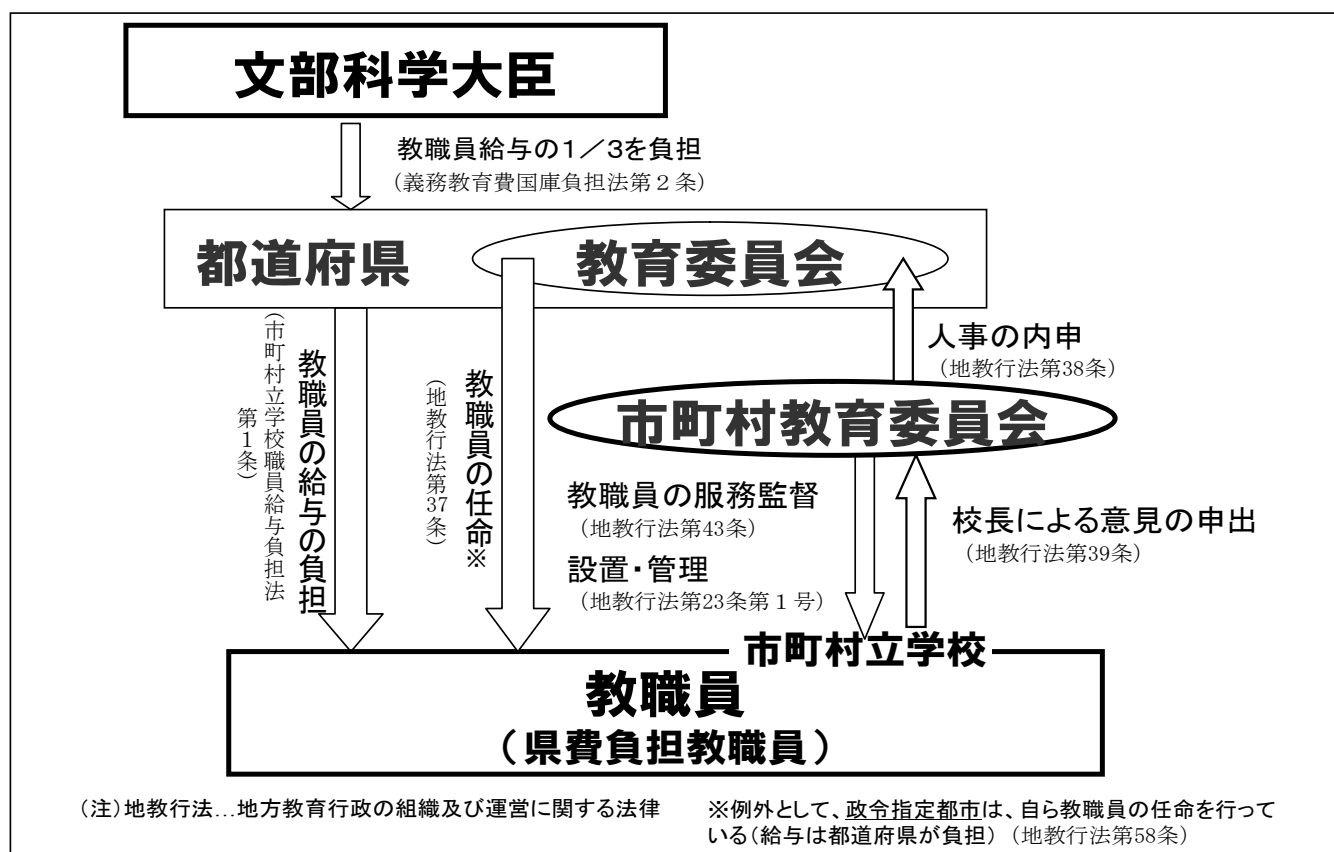 文部科学大臣
教職員給与の1／3を負担
（義務教育費国庫負担法第２条）
都道府県
教育委員会
人事の内申
（地教行法第38条）
市町村教育委員会
教職員の給与の負担
（市町村立学校職員給与負担法
第１条）
教職員の任命※
（地教行法第37条）
教職員の服務監督
（地教行法第43条）
設置・管理
（地教行法第23条第１号）
校長による意見の申出
（地教行法第39条）
市町村立学校
教職員
（県費負担教職員）
（注）地教行法…地方教育行政の組織及び運営に関する法律
※例外として、政令指定都市は、自ら教職員の任命を行って
いる（給与は都道府県が負担）（地教行法第58条）